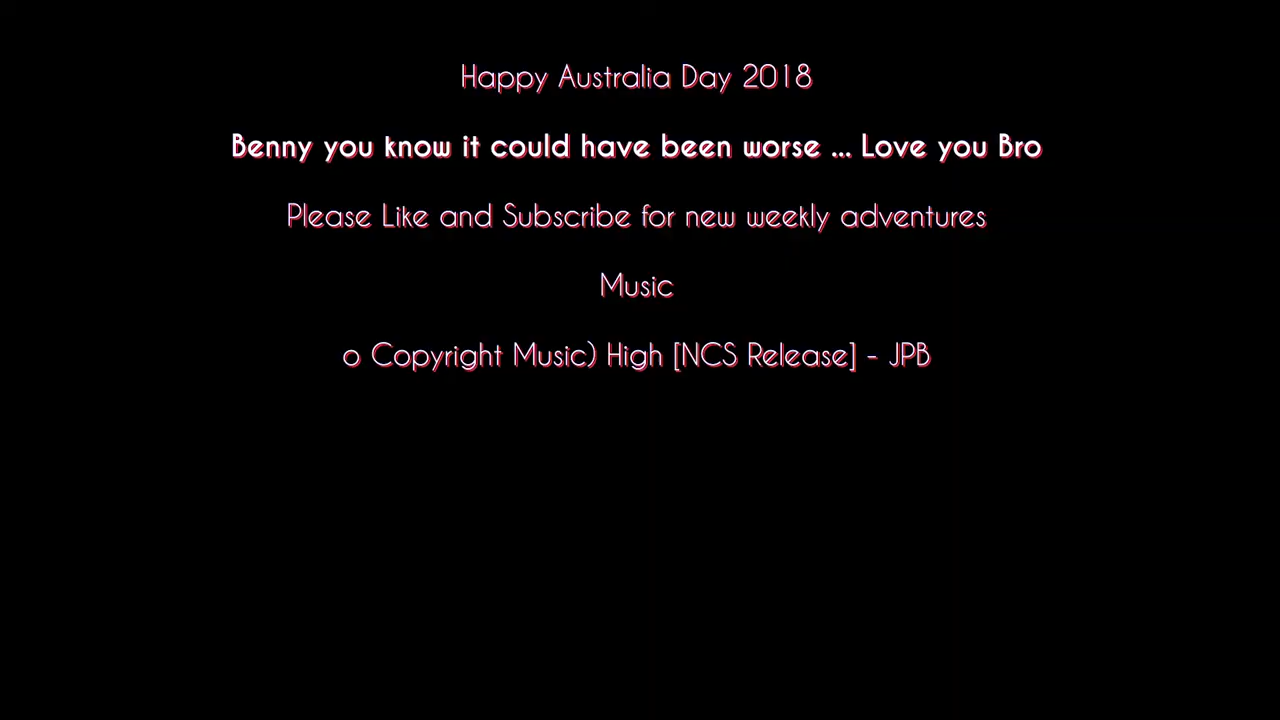 Happy Australia Day 2018
Benny you know it could have been worse ... Love you Bro
Please Like and Subscribe for new weekly adventures
Music
o Copyright Music) High [NCS Release] - JPB